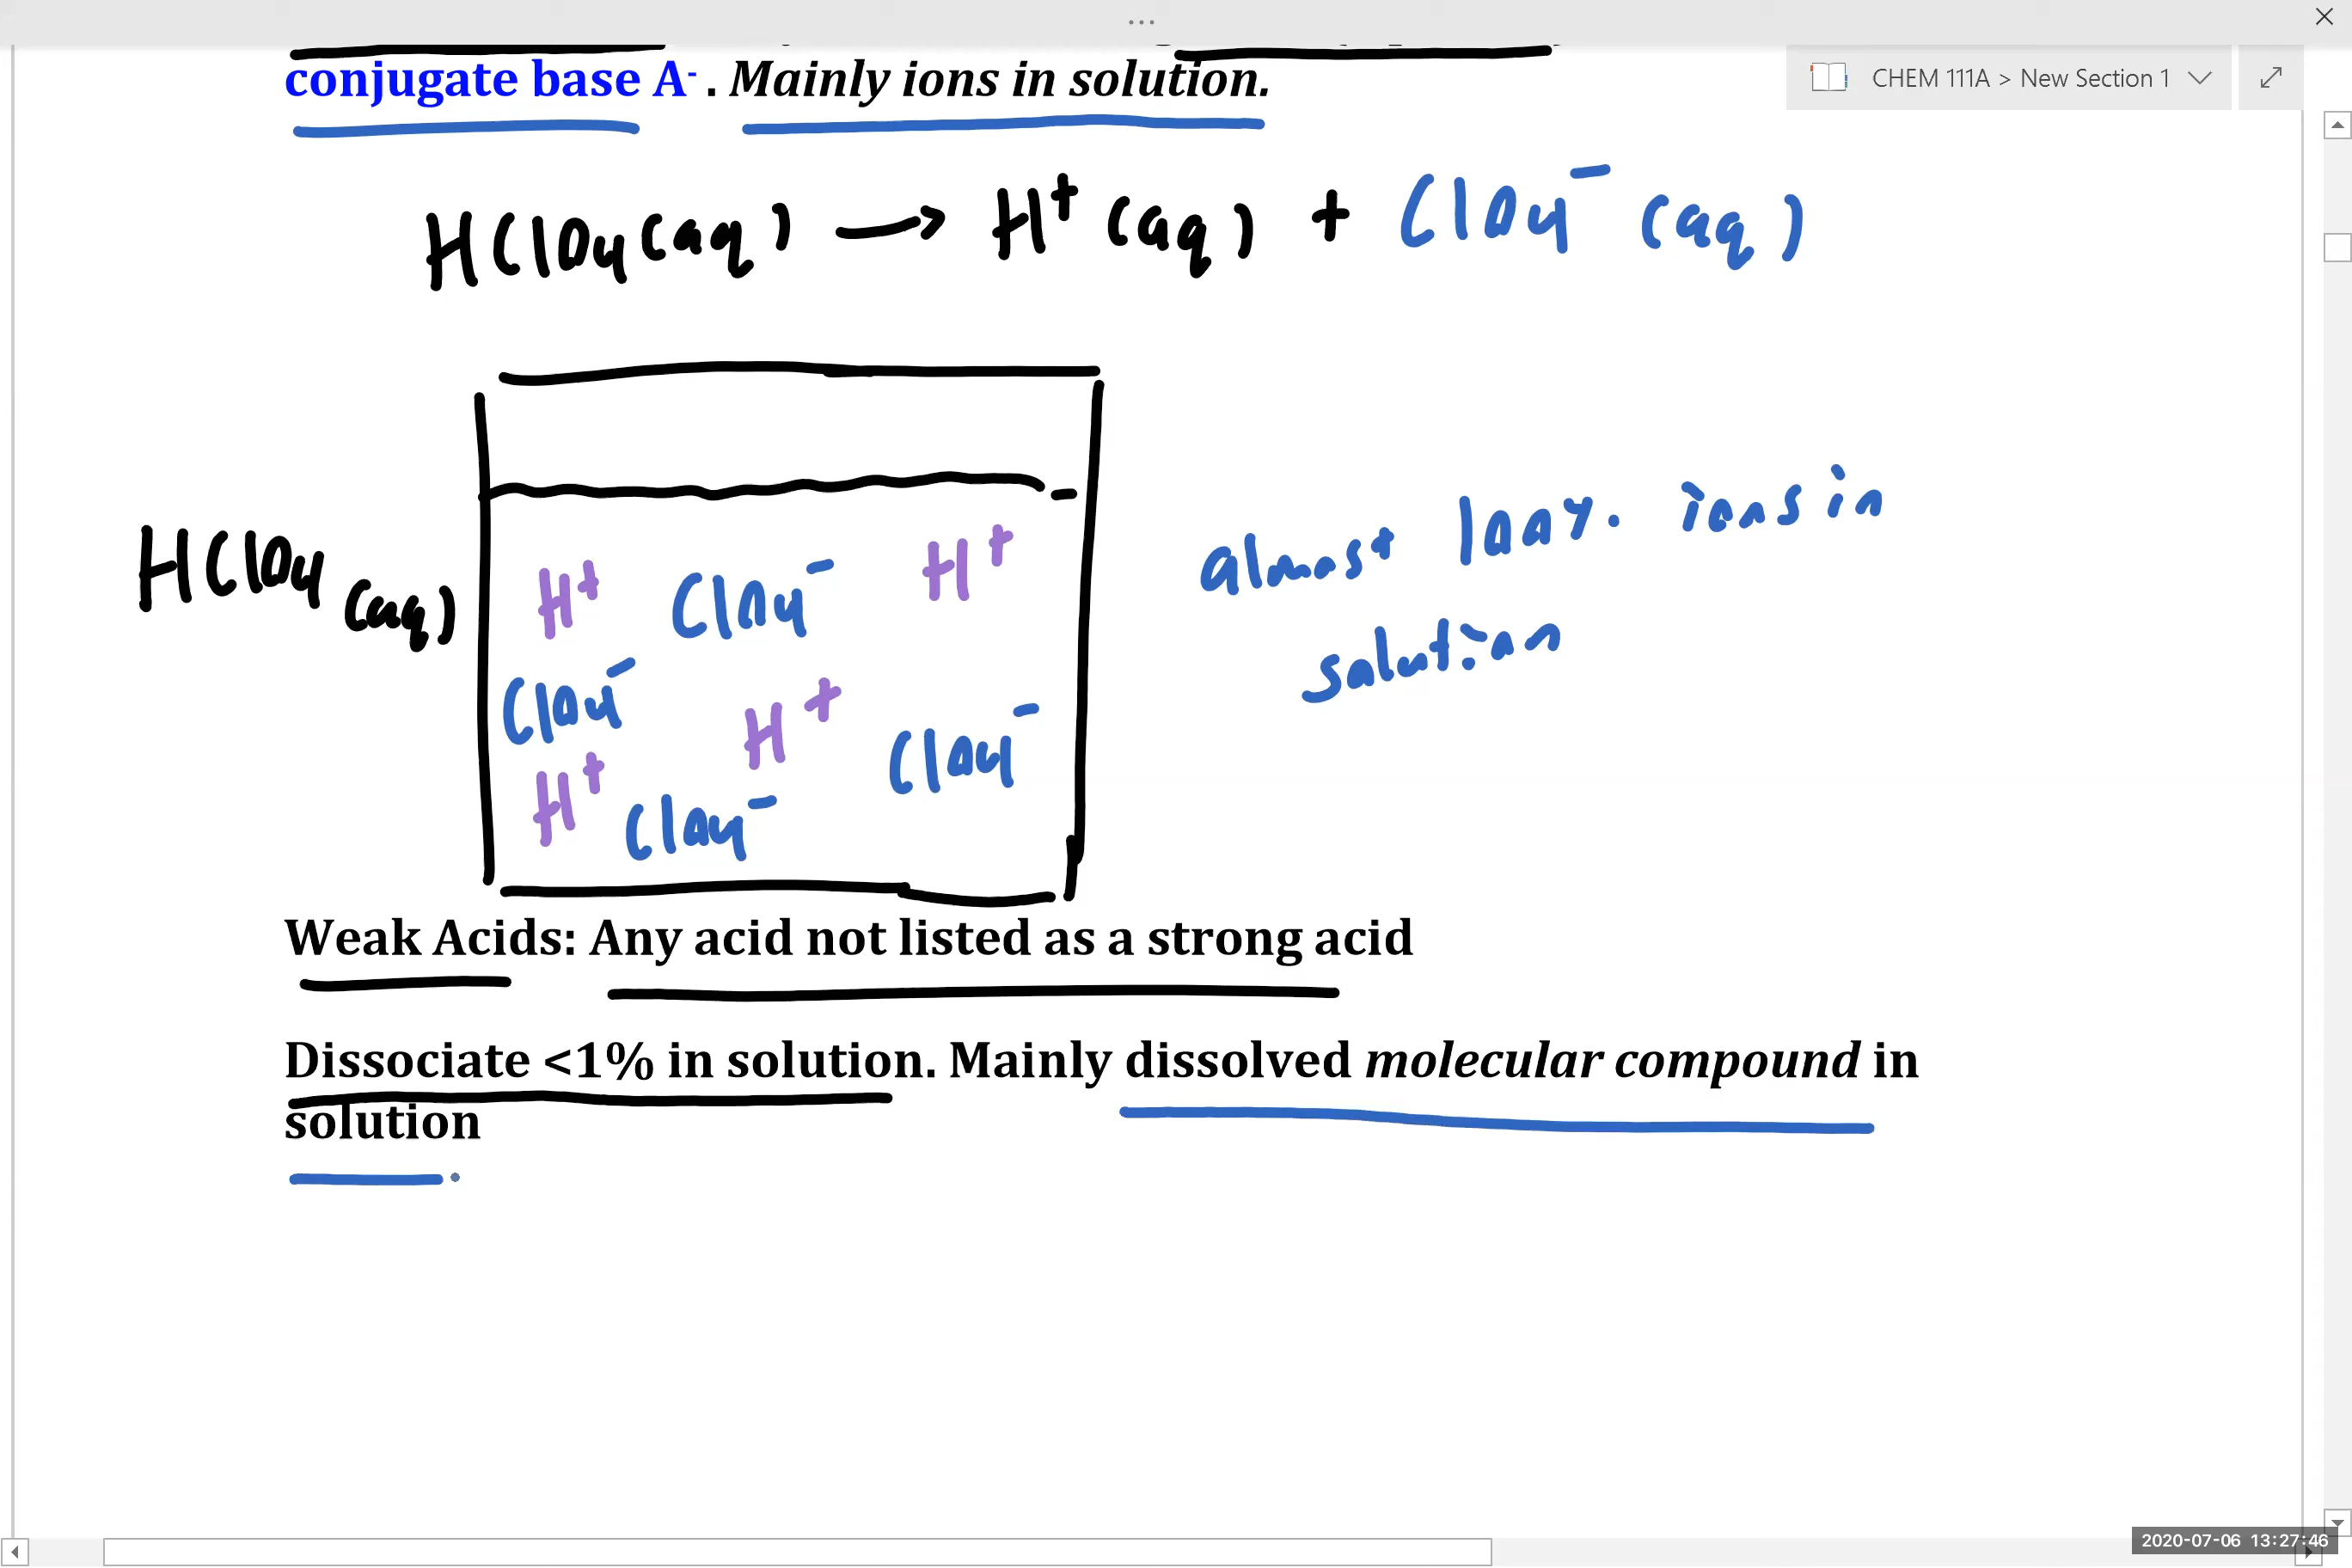 CHEM 111A > New Section 1
conjugate base A⁻ . Mainly ions in solution.
HClO₄(aq) ⟶ H⁺ (aq) + ClO₄⁻ (aq)
HClO₄ (aq)
H⁺ ClO₄⁻ H⁺
ClO₄⁻ H⁺ ClO₄⁻
H⁺ ClO₄⁻
almost 100%. ions in
solution
Weak Acids: Any acid not listed as a strong acid
Dissociate <1% in solution. Mainly dissolved molecular compound in
solution
2020-07-06 13:27:46